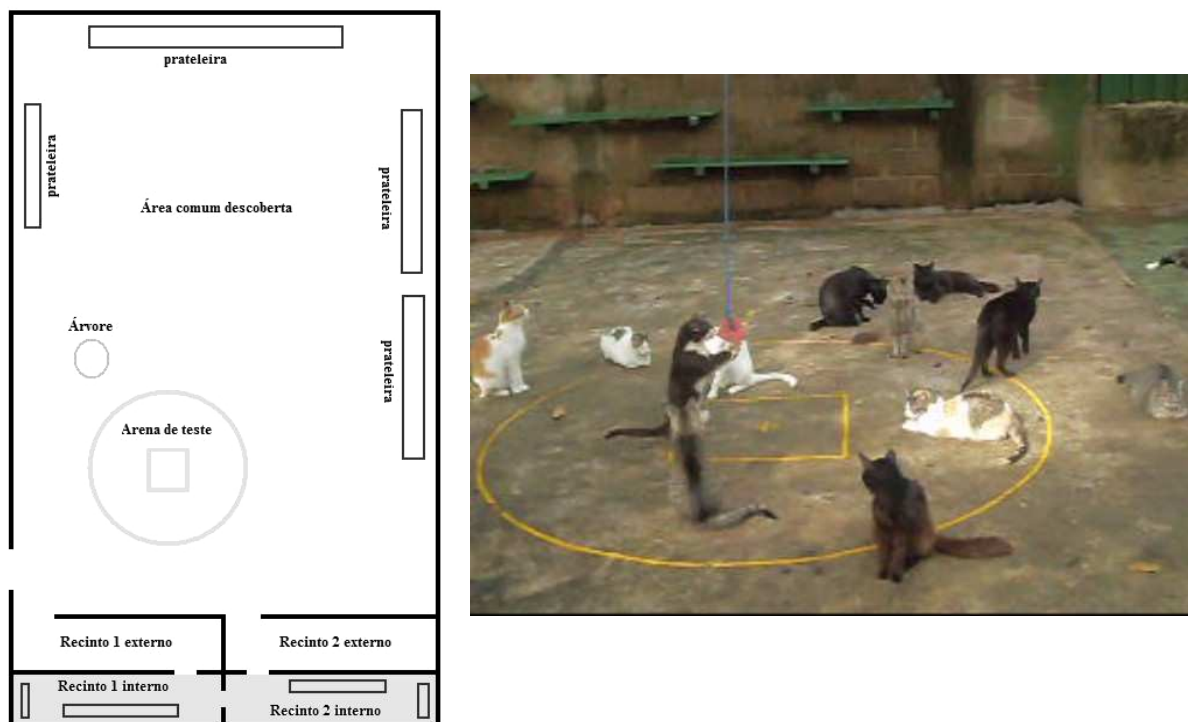 prateleira
prateleira
prateleira
Área comum descoberta
Árvore
prateleira
Arena de teste
Recinto 1 externo
Recinto 2 externo
Recinto 1 interno
Recinto 2 interno